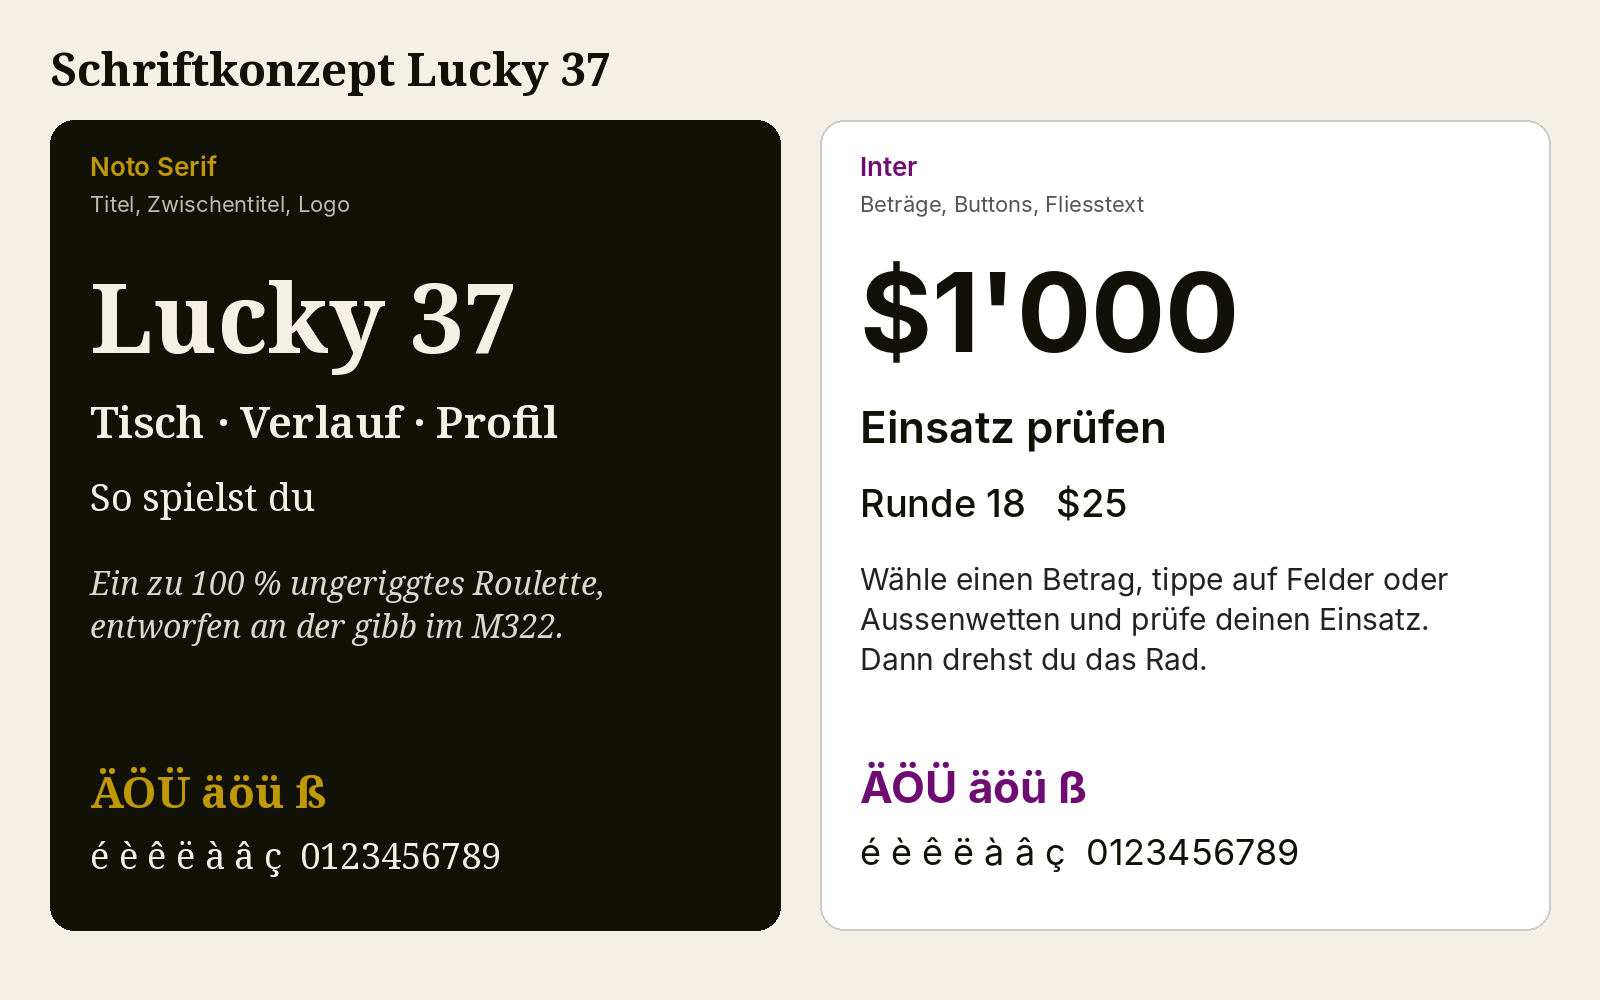 Schriftkonzept Lucky 37
Noto Serif
Titel, Zwischentitel, Logo
Lucky 37
Tisch · Verlauf · Profil
So spielst du
Ein zu 100 % ungeriggtes Roulette,
entworfen an der gibb im M322.
ÄÖÜ äöü ß
é è ê ë à â ç 0123456789
Inter
Beträge, Buttons, Fliesstext
$1'000
Einsatz prüfen
Runde 18 $25
Wähle einen Betrag, tippe auf Felder oder
Aussenwetten und prüfe deinen Einsatz.
Dann drehst du das Rad.
ÄÖÜ äöü ß
é è ê ë à â ç 0123456789